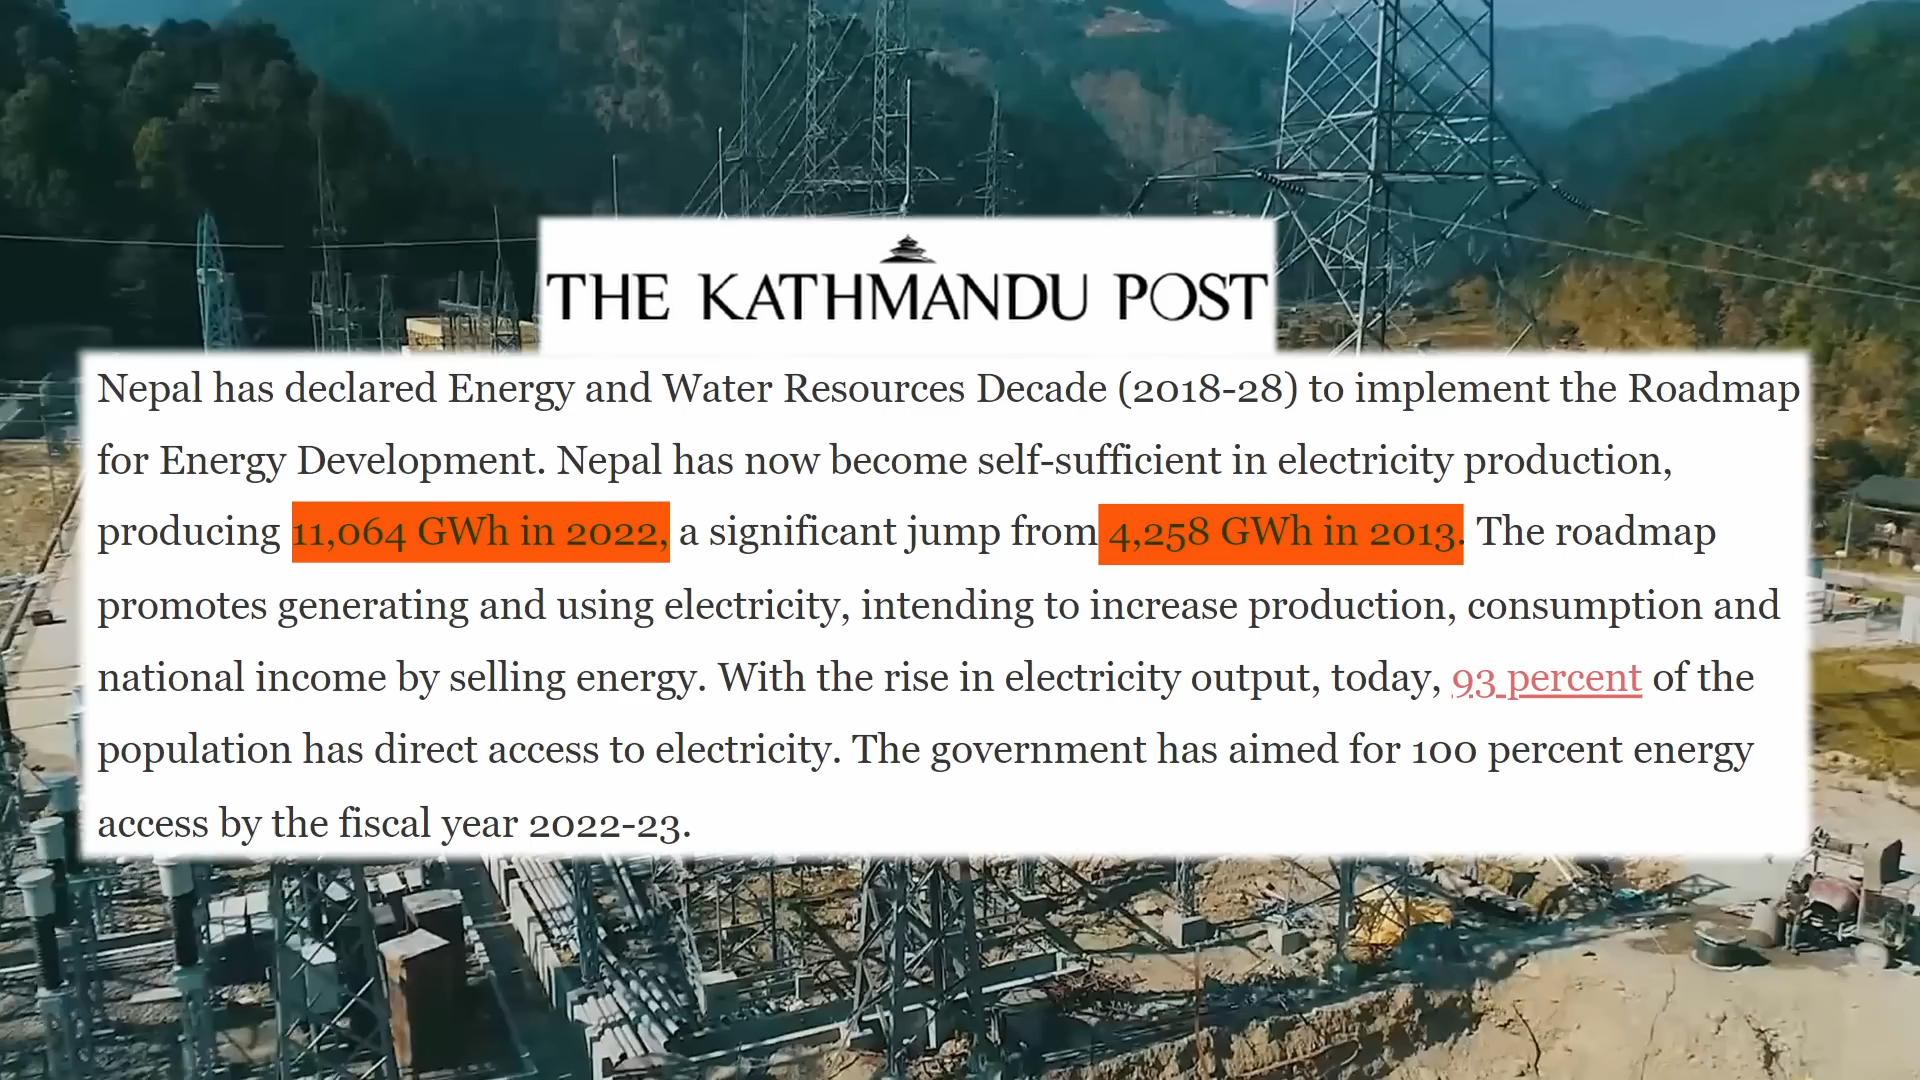 THE KATHMANDU POST
Nepal has declared Energy and Water Resources Decade (2018-28) to implement the Roadmap
for Energy Development. Nepal has now become self-sufficient in electricity production,
producing 11,064 GWh in 2022, a significant jump from 4,258 GWh in 2013. The roadmap
promotes generating and using electricity, intending to increase production, consumption and
national income by selling energy. With the rise in electricity output, today, 93 percent of the
population has direct access to electricity. The government has aimed for 100 percent energy
access by the fiscal year 2022-23.